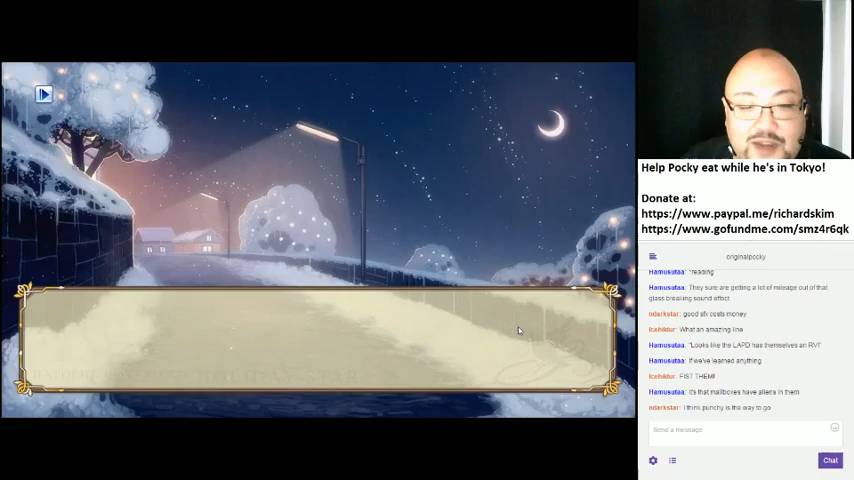 Help Pocky eat while he's in Tokyo!
Donate at:
https://www.paypal.me/richardskim
https://www.gofundme.com/smz4r6qk
originalpocky
Hamusutaa: "reading
Hamusutaa: They sure are getting a lot of mileage out of that
glass breaking sound effect
ndarkstar: good sfx costs money
Icehildur: What an amazing line
Hamusutaa: "Looks like the LAPD has themselves an RV!"
Hamusutaa: If we've learned anything
Icehildur: FIST THEM!
Hamusutaa: it's that mailboxes have aliens in them
ndarkstar: I think punchy is the way to go
Send a message
Chat